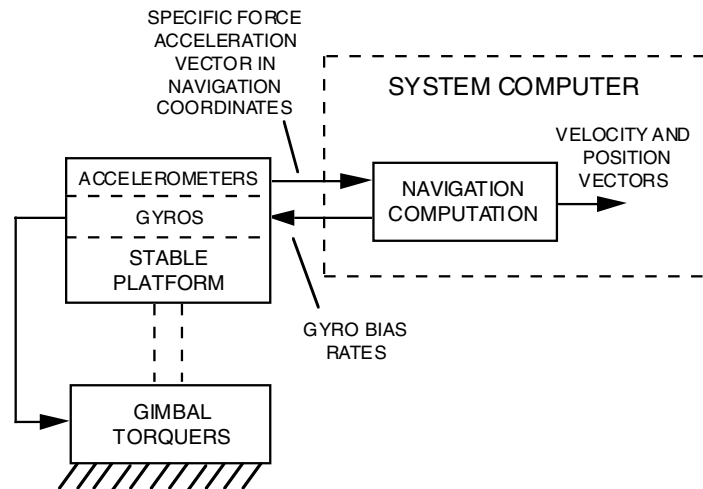 SPECIFIC FORCE
ACCELERATION
VECTOR IN
NAVIGATION
COORDINATES
SYSTEM COMPUTER
VELOCITY AND
POSITION
VECTORS
ACCELEROMETERS
GYROS
STABLE
PLATFORM
NAVIGATION
COMPUTATION
GYRO BIAS
RATES
GIMBAL
TORQUERS